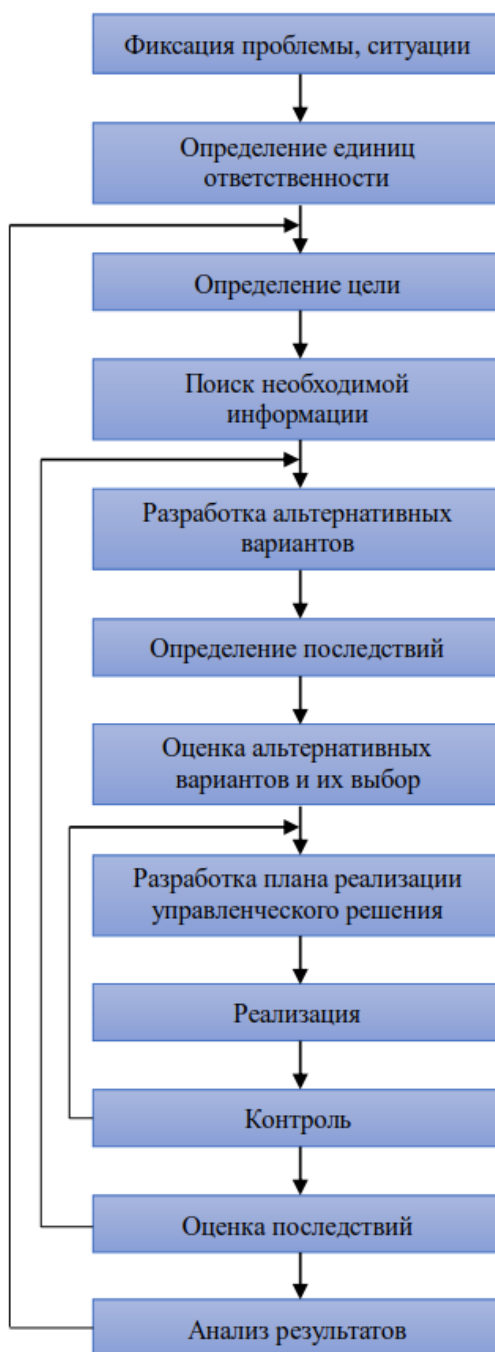 Фиксация проблемы, ситуации
Определение единиц
ответственности
Определение цели
Поиск необходимой
информации
Разработка альтернативных
вариантов
Определение последствий
Оценка альтернативных
вариантов и их выбор
Разработка плана реализации
управленческого решения
Реализация
Контроль
Оценка последствий
Анализ результатов